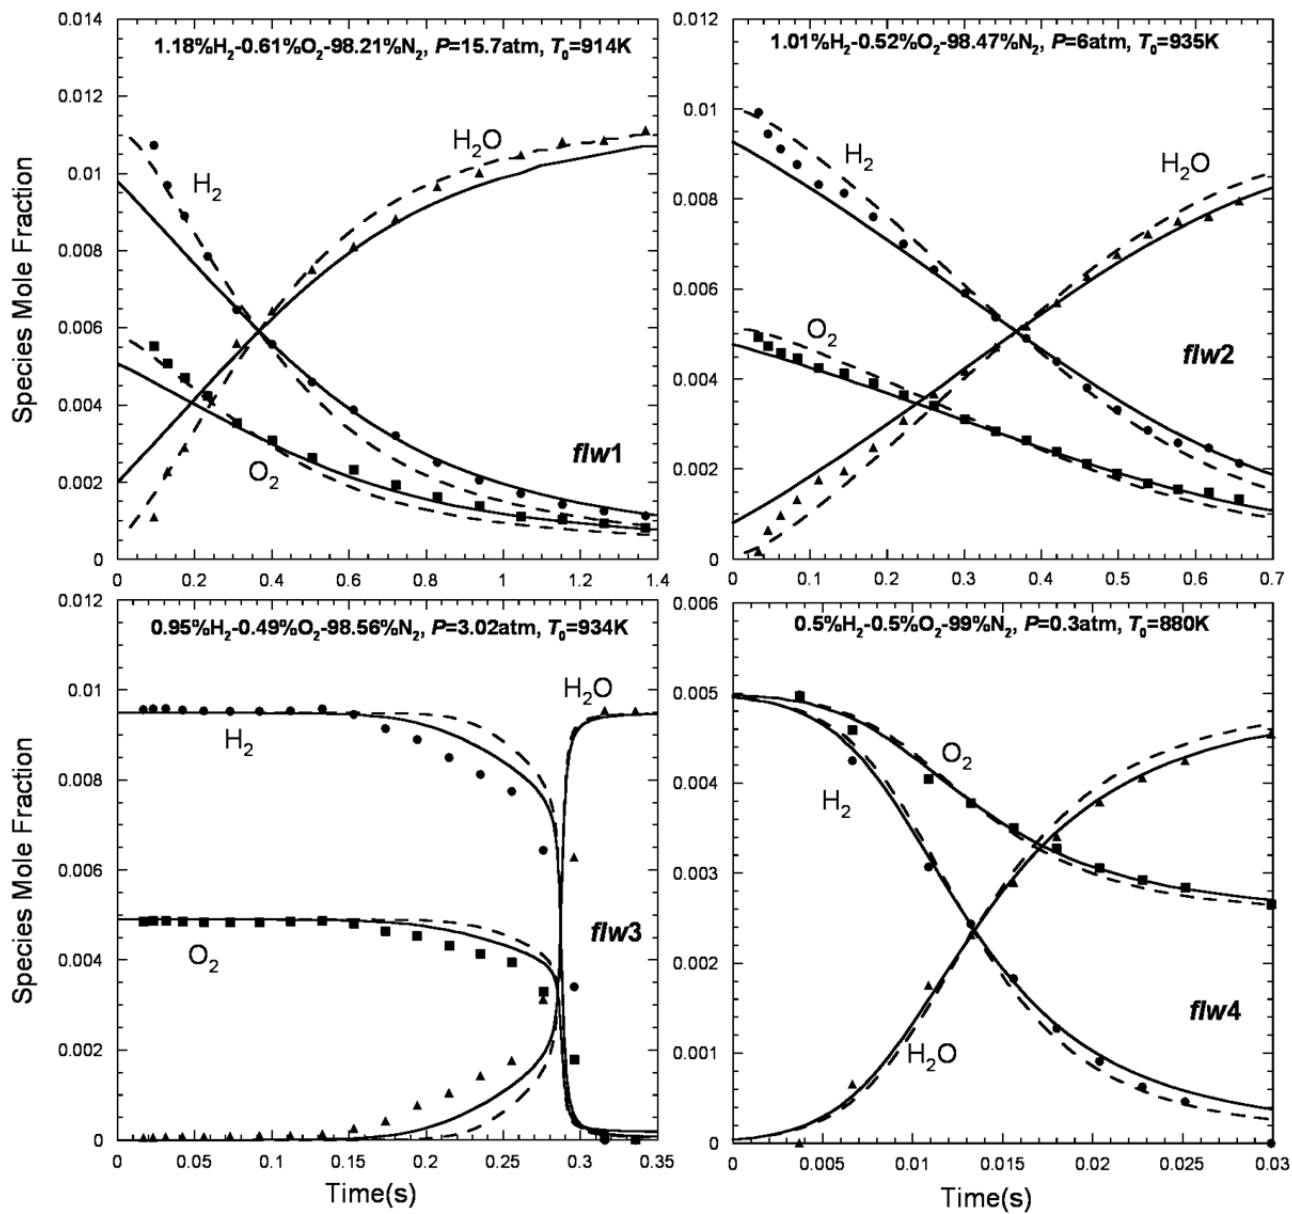 0.014
1.18%H₂-0.61%O₂-98.21%N₂, P=15.7atm, T₀=914K
0.012
0.01
0.008
0.006
0.004
0.002
0
Species Mole Fraction
H₂O
H₂
O₂
flw1
0 0.2 0.4 0.6 0.8 1 1.2 1.4
0.012
1.01%H₂-0.52%O₂-98.47%N₂, P=6atm, T₀=935K
0.01
0.008
0.006
0.004
0.002
0
H₂
H₂O
O₂
flw2
0 0.1 0.2 0.3 0.4 0.5 0.6 0.7
0.012
0.95%H₂-0.49%O₂-98.56%N₂, P=3.02atm, T₀=934K
0.01
0.008
0.006
0.004
0.002
0
Species Mole Fraction
H₂O
H₂
O₂
flw3
0 0.05 0.1 0.15 0.2 0.25 0.3 0.35
Time(s)
0.006
0.5%H₂-0.5%O₂-99%N₂, P=0.3atm, T₀=880K
0.005
0.004
0.003
0.002
0.001
0
O₂
H₂
H₂O
flw4
0 0.005 0.01 0.015 0.02 0.025 0.03
Time(s)